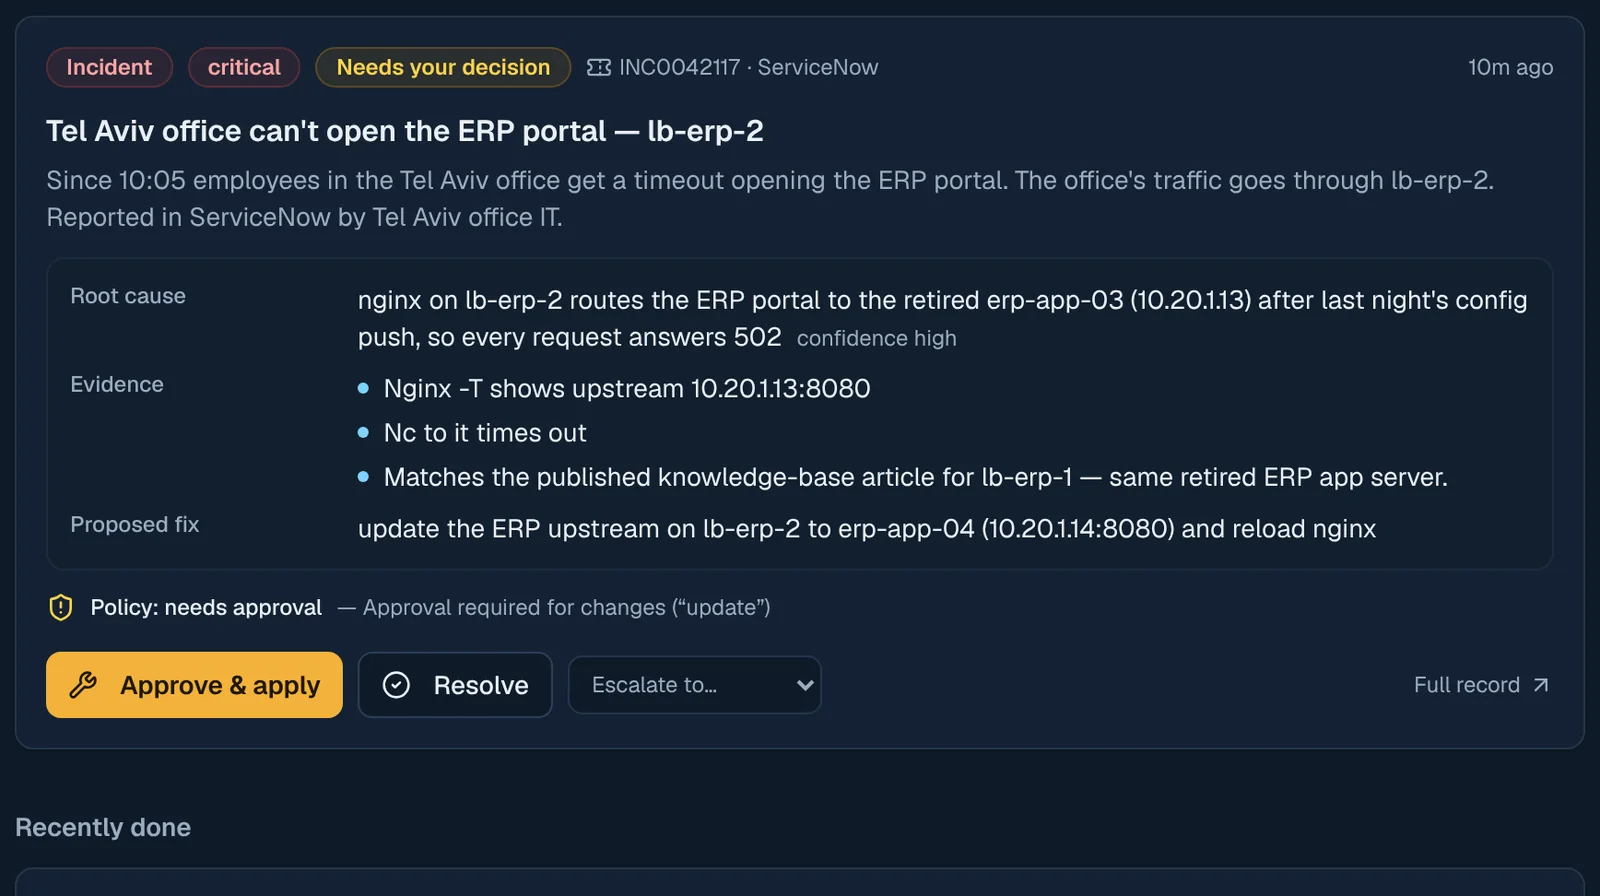 Incident critical Needs your decision INC0042117 · ServiceNow 10m ago
Tel Aviv office can't open the ERP portal — lb-erp-2
Since 10:05 employees in the Tel Aviv office get a timeout opening the ERP portal. The office's traffic goes through lb-erp-2.
Reported in ServiceNow by Tel Aviv office IT.
Root cause nginx on lb-erp-2 routes the ERP portal to the retired erp-app-03 (10.20.1.13) after last night's config
push, so every request answers 502 confidence high
Evidence
Nginx -T shows upstream 10.20.1.13:8080
Nc to it times out
Matches the published knowledge-base article for lb-erp-1 — same retired ERP app server.
Proposed fix update the ERP upstream on lb-erp-2 to erp-app-04 (10.20.1.14:8080) and reload nginx
Policy: needs approval — Approval required for changes (“update”)
Approve & apply Resolve Escalate to... Full record
Recently done